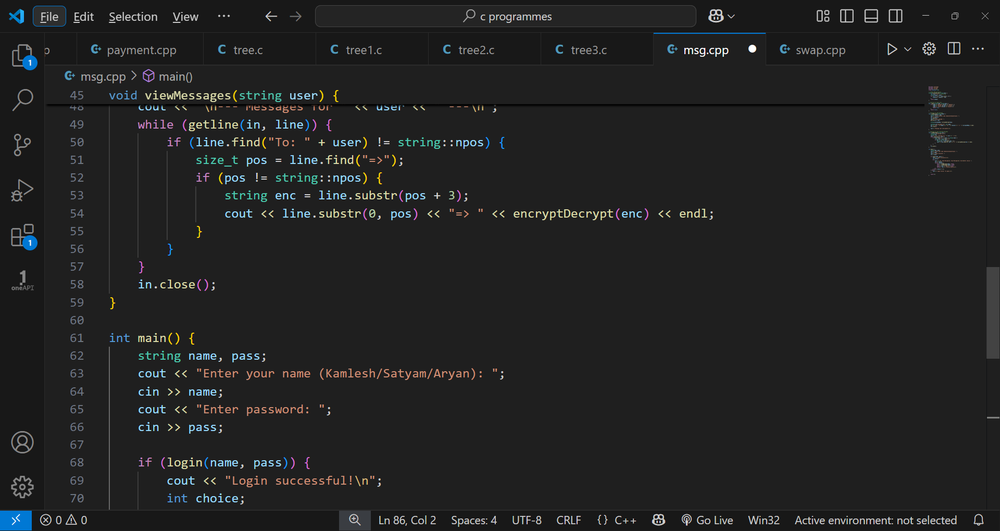 File Edit Selection View ··· c programmes
p payment.cpp tree.c tree1.c tree2.c tree3.c msg.cpp swap.cpp
msg.cpp > main()
45 void viewMessages(string user) {
48 cout << "\n--- Messages for " << user << " ---\n";
49 while (getline(in, line)) {
50 if (line.find("To: " + user) != string::npos) {
51 size_t pos = line.find("=>");
52 if (pos != string::npos) {
53 string enc = line.substr(pos + 3);
54 cout << line.substr(0, pos) << "=> " << encryptDecrypt(enc) << endl;
55 }
56 }
57 }
58 in.close();
59 }
60
61 int main() {
62 string name, pass;
63 cout << "Enter your name (Kamlesh/Satyam/Aryan): ";
64 cin >> name;
65 cout << "Enter password: ";
66 cin >> pass;
67
68 if (login(name, pass)) {
69 cout << "Login successful!\n";
70 int choice;
1
1
1
oneAPI
0 0 Ln 86, Col 2 Spaces: 4 UTF-8 CRLF {} C++ Go Live Win32 Active environment: not selected